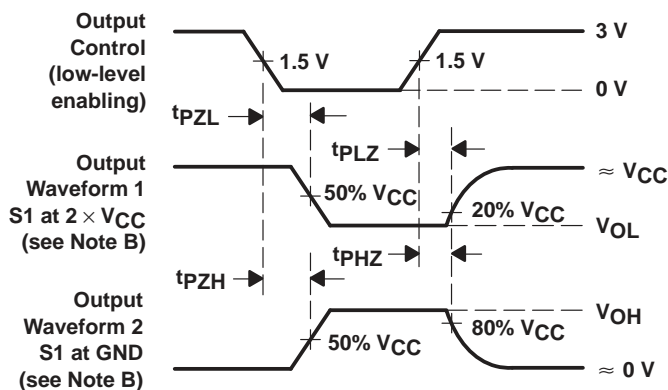 Output
Control
(low-level
enabling)
1.5 V
1.5 V
3 V
0 V
tPZL
tPLZ
Output
Waveform 1
S1 at 2 × VCC
(see Note B)
50% VCC
20% VCC
≈ VCC
VOL
tPZH
tPHZ
Output
Waveform 2
S1 at GND
(see Note B)
50% VCC
80% VCC
VOH
≈ 0 V